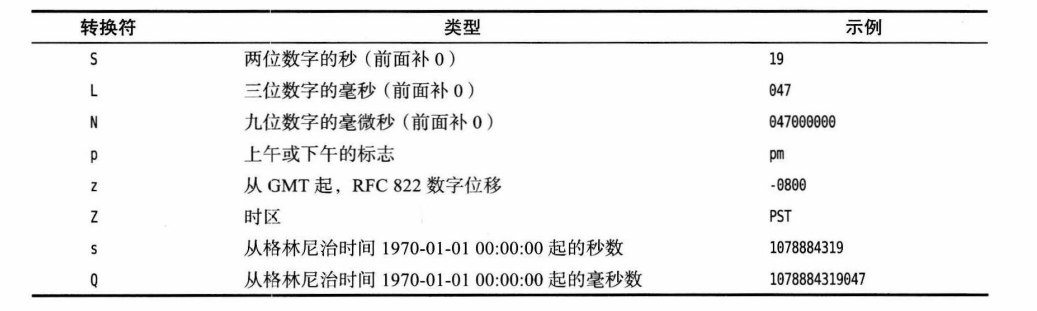 转换符 类型 示例
S 两位数字的秒（前面补 0） 19
L 三位数字的毫秒（前面补 0） 047
N 九位数字的毫微秒（前面补 0） 047000000
p 上午或下午的标志 pm
z 从 GMT 起，RFC 822 数字位移 -0800
Z 时区 PST
s 从格林尼治时间 1970-01-01 00:00:00 起的秒数 1078884319
Q 从格林尼治时间 1970-01-01 00:00:00 起的毫秒数 1078884319047